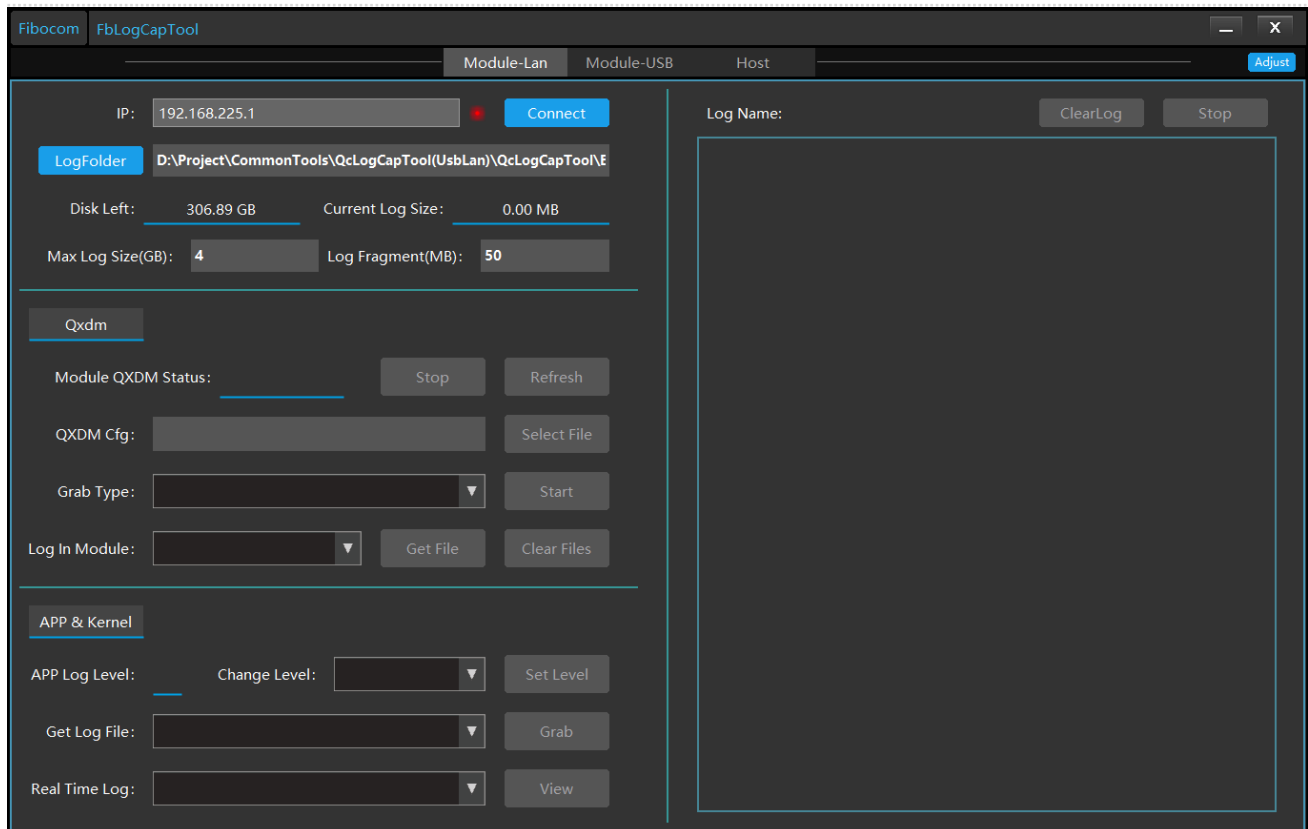 Fibocom FbLogCapTool
Module-Lan Module-USB Host Adjust
IP: 192.168.225.1 Connect
LogFolder D:\Project\CommonTools\QcLogCapTool(UsbLan)\QcLogCapTool\
Disk Left: 306.89 GB Current Log Size: 0.00 MB
Max Log Size(GB): 4 Log Fragment(MB): 50
Qxdm
Module QXDM Status: Stop Refresh
QXDM Cfg: Select File
Grab Type: Start
Log In Module: Get File Clear Files
APP & Kernel
APP Log Level: Change Level: Set Level
Get Log File: Grab
Real Time Log: View
Log Name: ClearLog Stop